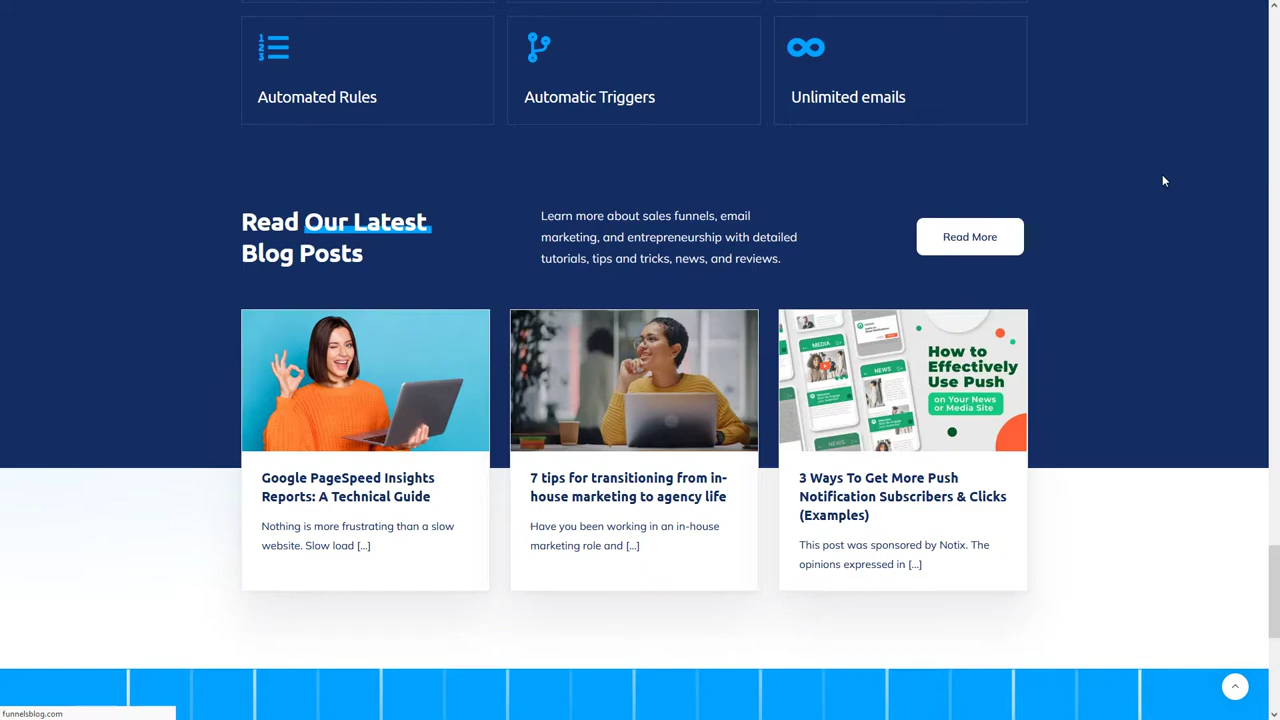 Automated Rules
Automatic Triggers
Unlimited emails
Read Our Latest
Blog Posts
Learn more about sales funnels, email
marketing, and entrepreneurship with detailed
tutorials, tips and tricks, news, and reviews.
Read More
How to
Effectively
Use Push
on Your News
or Media Site
MEDIA
NEWS
NEWS
Google PageSpeed Insights
Reports: A Technical Guide
Nothing is more frustrating than a slow
website. Slow load [...]
7 tips for transitioning from in-
house marketing to agency life
Have you been working in an in-house
marketing role and [...]
3 Ways To Get More Push
Notification Subscribers & Clicks
(Examples)
This post was sponsored by Notix. The
opinions expressed in [...]
funnelsblog.com